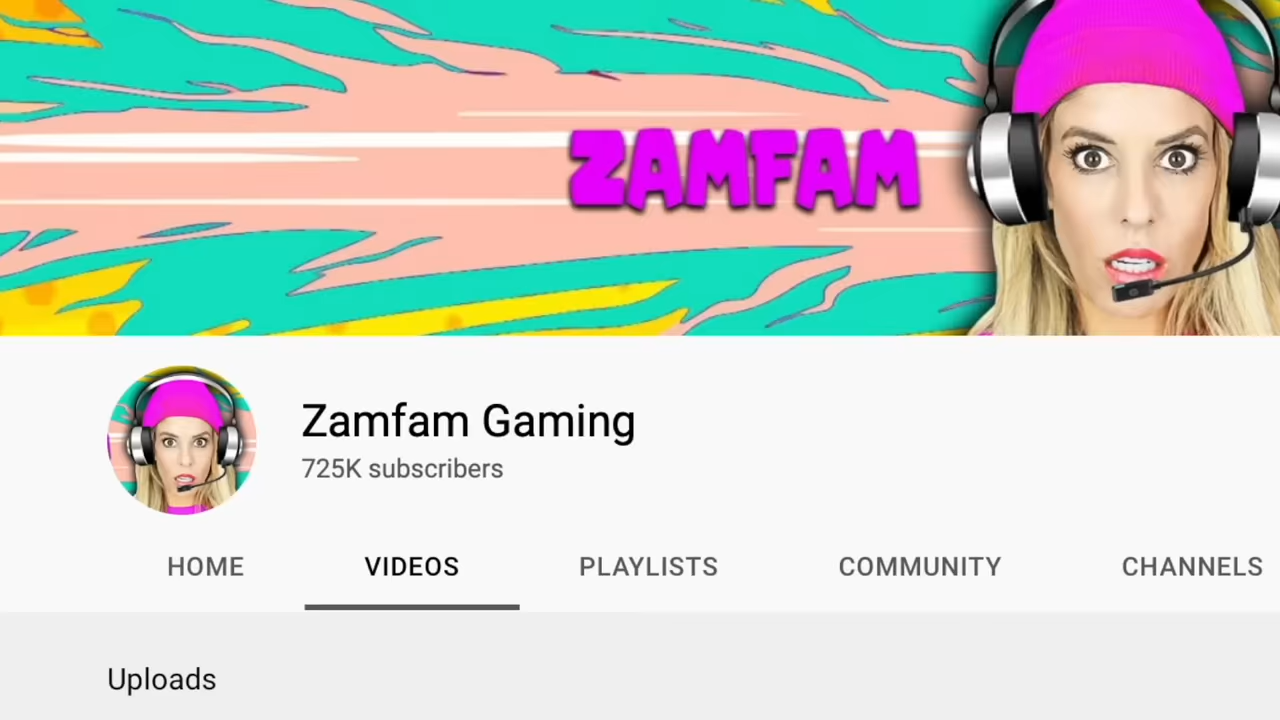 ZAMFAM
Zamfam Gaming
725K subscribers
HOME VIDEOS PLAYLISTS COMMUNITY CHANNELS
Uploads